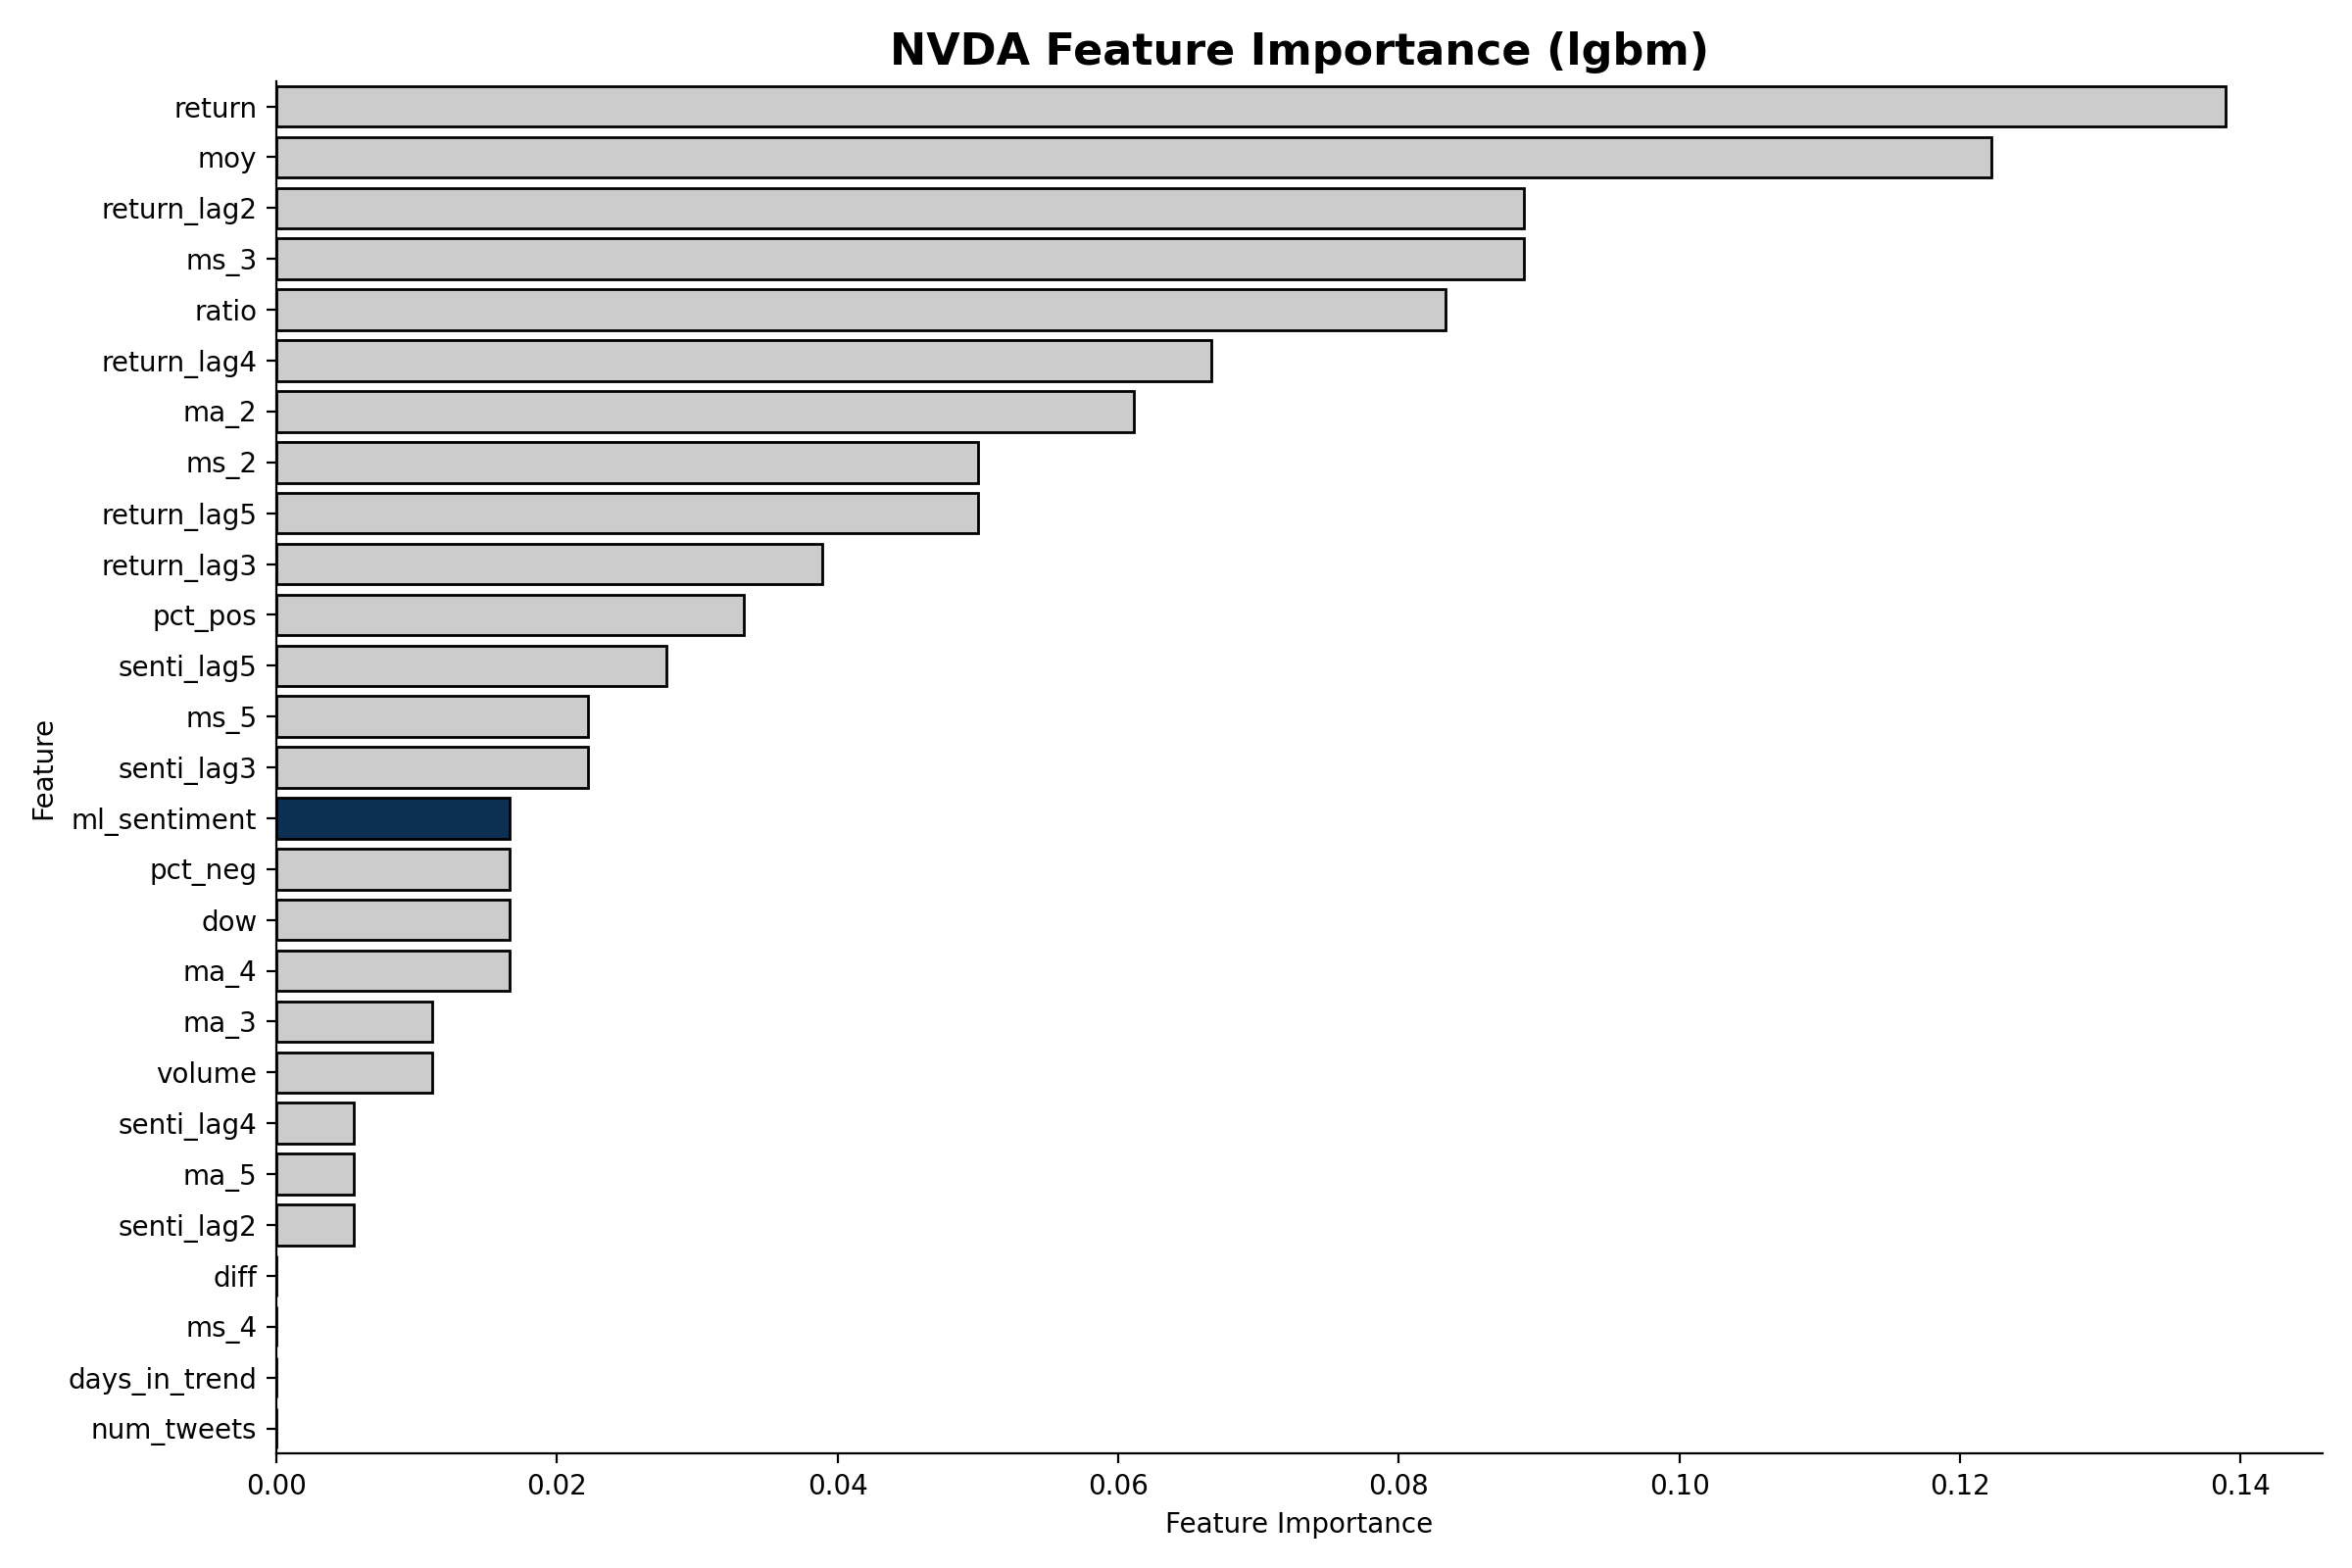 NVDA Feature Importance (lgbm)
return
moy
return_lag2
ms_3
ratio
return_lag4
ma_2
ms_2
return_lag5
return_lag3
pct_pos
senti_lag5
ms_5
senti_lag3
ml_sentiment
pct_neg
dow
ma_4
ma_3
volume
senti_lag4
ma_5
senti_lag2
diff
ms_4
days_in_trend
num_tweets
Feature
0.00 0.02 0.04 0.06 0.08 0.10 0.12 0.14
Feature Importance